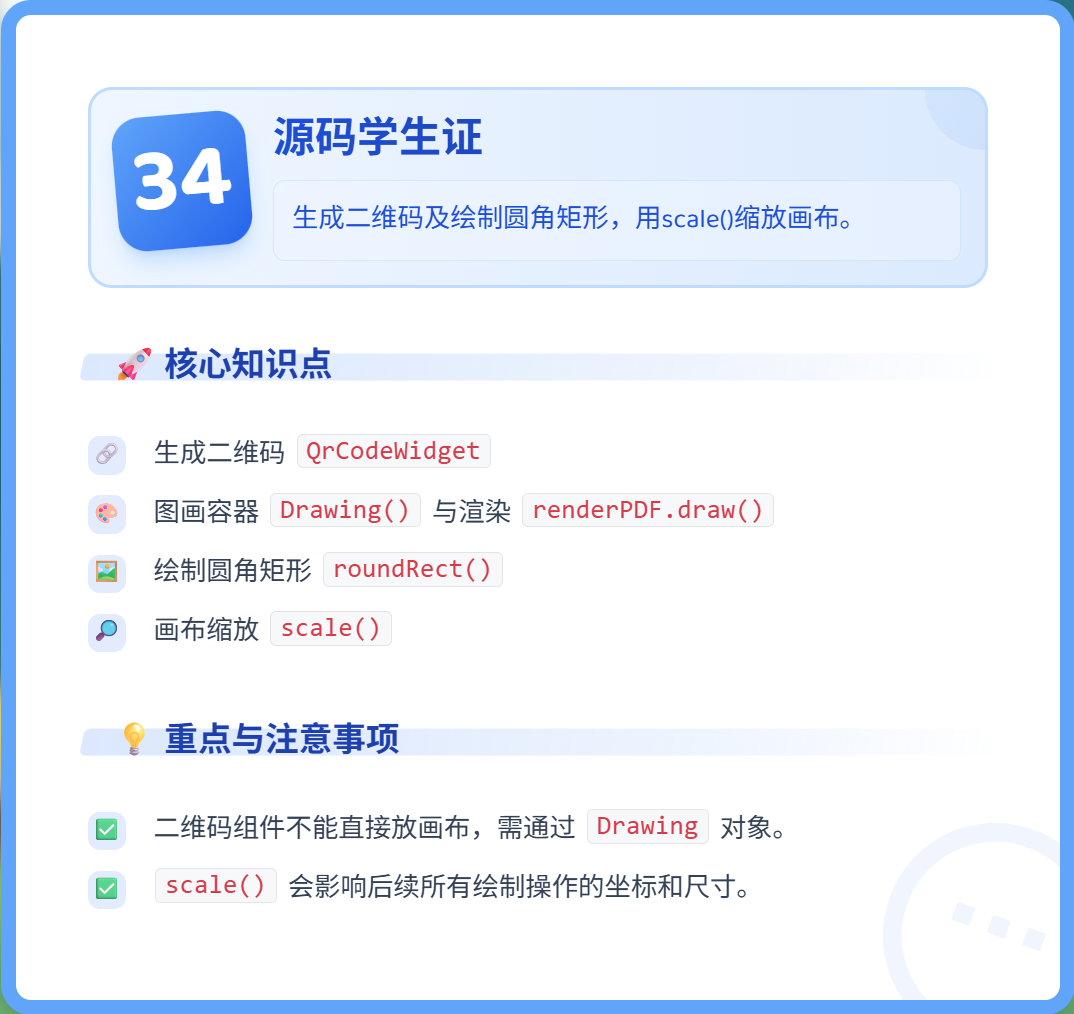 34
源码学生证
生成二维码及绘制圆角矩形，用scale()缩放画布。
核心知识点
生成二维码 QrCodeWidget
图画容器 Drawing() 与渲染 renderPDF.draw()
绘制圆角矩形 roundRect()
画布缩放 scale()
重点与注意事项
二维码组件不能直接放画布，需通过 Drawing 对象。
scale() 会影响后续所有绘制操作的坐标和尺寸。